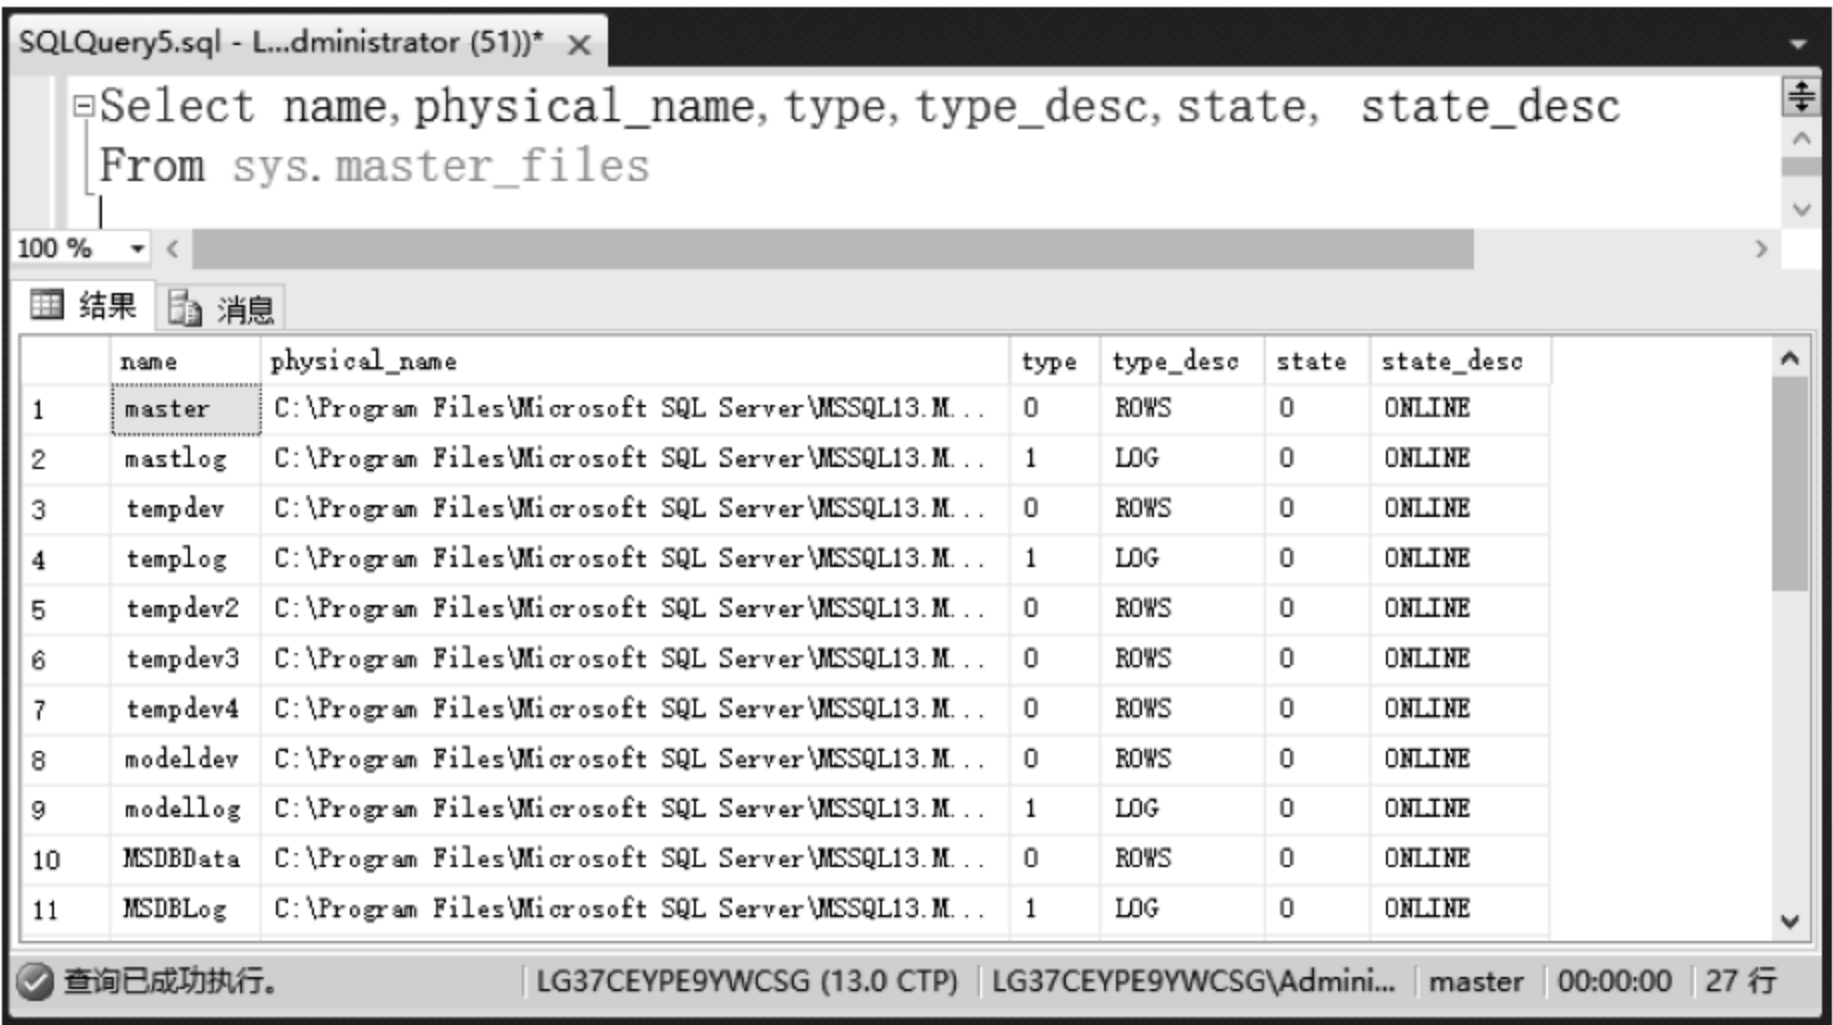 SQLQuery5.sql - L...dministrator (51))* ×
Select name,physical_name,type,type_desc,state, state_desc
From sys.master_files
100 %
结果 消息
name physical_name type type_desc state state_desc
1 master C:\Program Files\Microsoft SQL Server\MSSQL13.M... 0 ROWS 0 ONLINE
2 mastlog C:\Program Files\Microsoft SQL Server\MSSQL13.M... 1 LOG 0 ONLINE
3 tempdev C:\Program Files\Microsoft SQL Server\MSSQL13.M... 0 ROWS 0 ONLINE
4 templog C:\Program Files\Microsoft SQL Server\MSSQL13.M... 1 LOG 0 ONLINE
5 tempdev2 C:\Program Files\Microsoft SQL Server\MSSQL13.M... 0 ROWS 0 ONLINE
6 tempdev3 C:\Program Files\Microsoft SQL Server\MSSQL13.M... 0 ROWS 0 ONLINE
7 tempdev4 C:\Program Files\Microsoft SQL Server\MSSQL13.M... 0 ROWS 0 ONLINE
8 modeldev C:\Program Files\Microsoft SQL Server\MSSQL13.M... 0 ROWS 0 ONLINE
9 modellog C:\Program Files\Microsoft SQL Server\MSSQL13.M... 1 LOG 0 ONLINE
10 MSDBData C:\Program Files\Microsoft SQL Server\MSSQL13.M... 0 ROWS 0 ONLINE
11 MSDBLog C:\Program Files\Microsoft SQL Server\MSSQL13.M... 1 LOG 0 ONLINE
查询已成功执行。 LG37CEYPE9YWCSG (13.0 CTP) LG37CEYPE9YWCSG\Admini... master 00:00:00 27 行